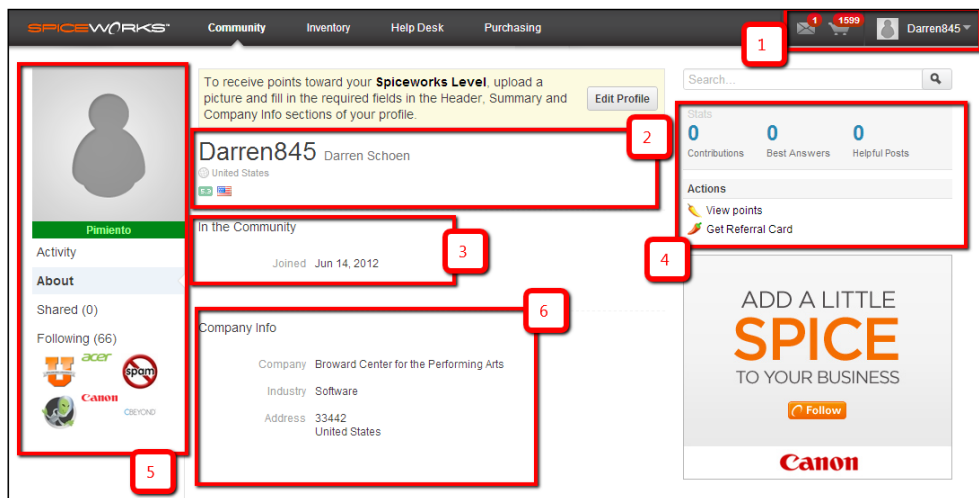 SPICEWORKS
Community Inventory Help Desk Purchasing
1 1599 Darren845
1
To receive points toward your Spiceworks Level, upload a
picture and fill in the required fields in the Header, Summary and
Company Info sections of your profile.
Edit Profile
Search...
2
Darren845 Darren Schoen
United States
Stats
0 0 0
Contributions Best Answers Helpful Posts
Actions
View points
Get Referral Card
4
Pimiento
Activity
About
Shared (0)
Following (66)
acer
spam
Canon
CBEYOND
5
In the Community
3
Joined Jun 14, 2012
6
Company Info
Company Broward Center for the Performing Arts
Industry Software
Address 33442
United States
ADD A LITTLE
SPICE
TO YOUR BUSINESS
Follow
Canon